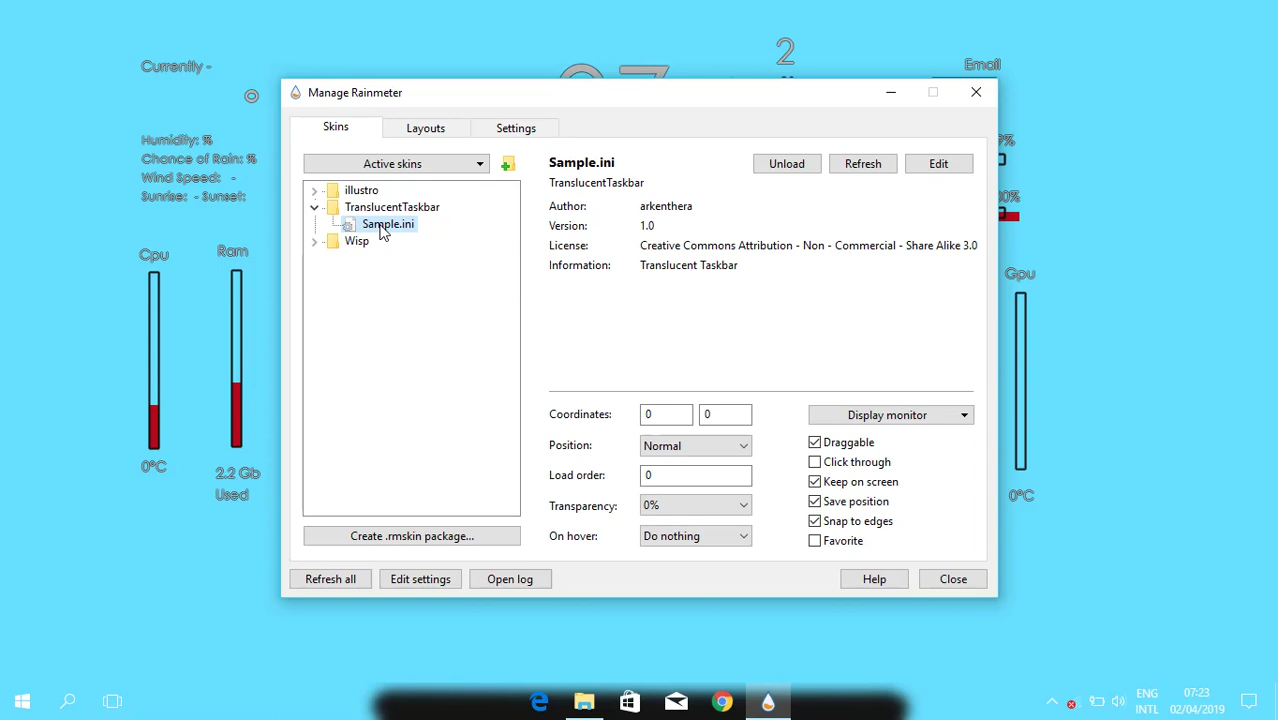 2
Currently -
Email
Manage Rainmeter
Skins
Layouts
Settings
Humidity: %
Chance of Rain: %
Wind Speed: -
Sunrise: - Sunset:
Active skins
Sample.ini
Unload
Refresh
Edit
illustro
TranslucentTaskbar
Sample.ini
Wisp
TranslucentTaskbar
Author: arkenthera
Version: 1.0
License: Creative Commons Attribution - Non - Commercial - Share Alike 3.0
Information: Translucent Taskbar
Cpu
Ram
Gpu
Coordinates: 0 0
Display monitor
Position: Normal
Load order: 0
Transparency: 0%
On hover: Do nothing
Draggable
Click through
Keep on screen
Save position
Snap to edges
Favorite
0°C
2.2 Gb
Used
0°C
Create .rmskin package...
Refresh all
Edit settings
Open log
Help
Close
ENG
INTL
07:23
02/04/2019